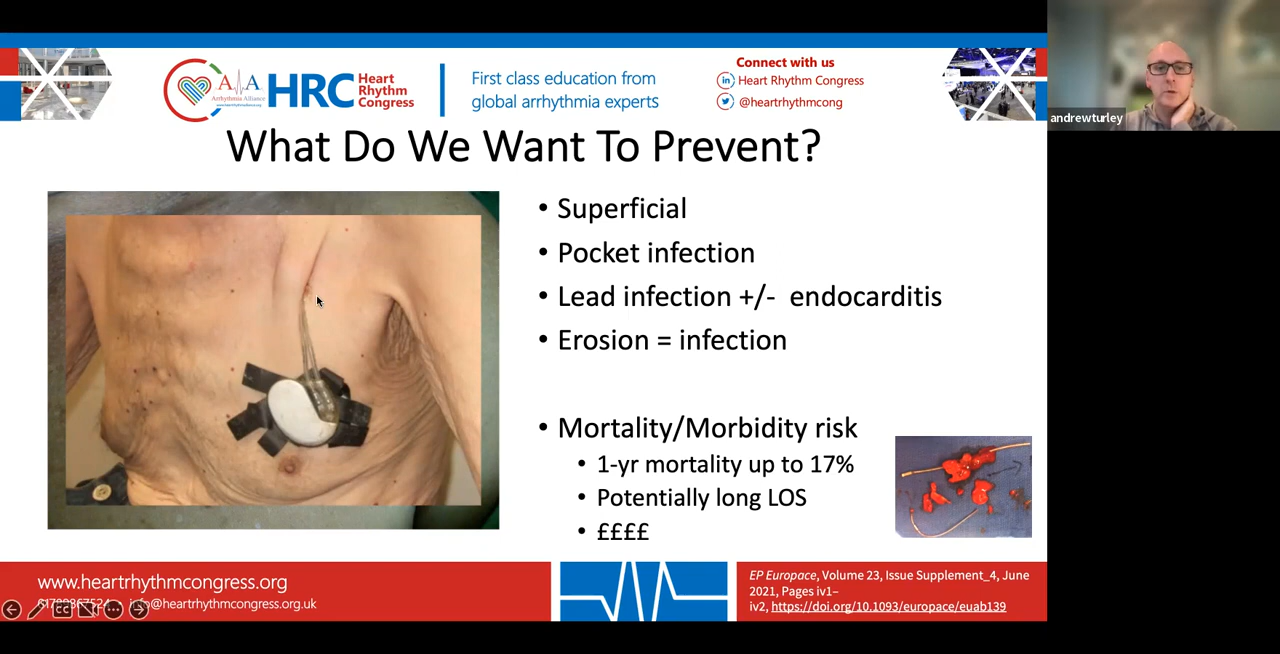 Arrhythmia Alliance
HRC
Heart
Rhythm
Congress
First class education from
global arrhythmia experts
Connect with us
Heart Rhythm Congress
@heartrhythmcong
andrewturley
What Do We Want To Prevent?
• Superficial
• Pocket infection
• Lead infection +/- endocarditis
• Erosion = infection
• Mortality/Morbidity risk
• 1-yr mortality up to 17%
• Potentially long LOS
• ££££
www.heartrhythmcongress.org
info@heartrhythmcongress.org.uk
CC
EP Europace, Volume 23, Issue Supplement_4, June
2021, Pages iv1–
iv2, https://doi.org/10.1093/europace/euab139